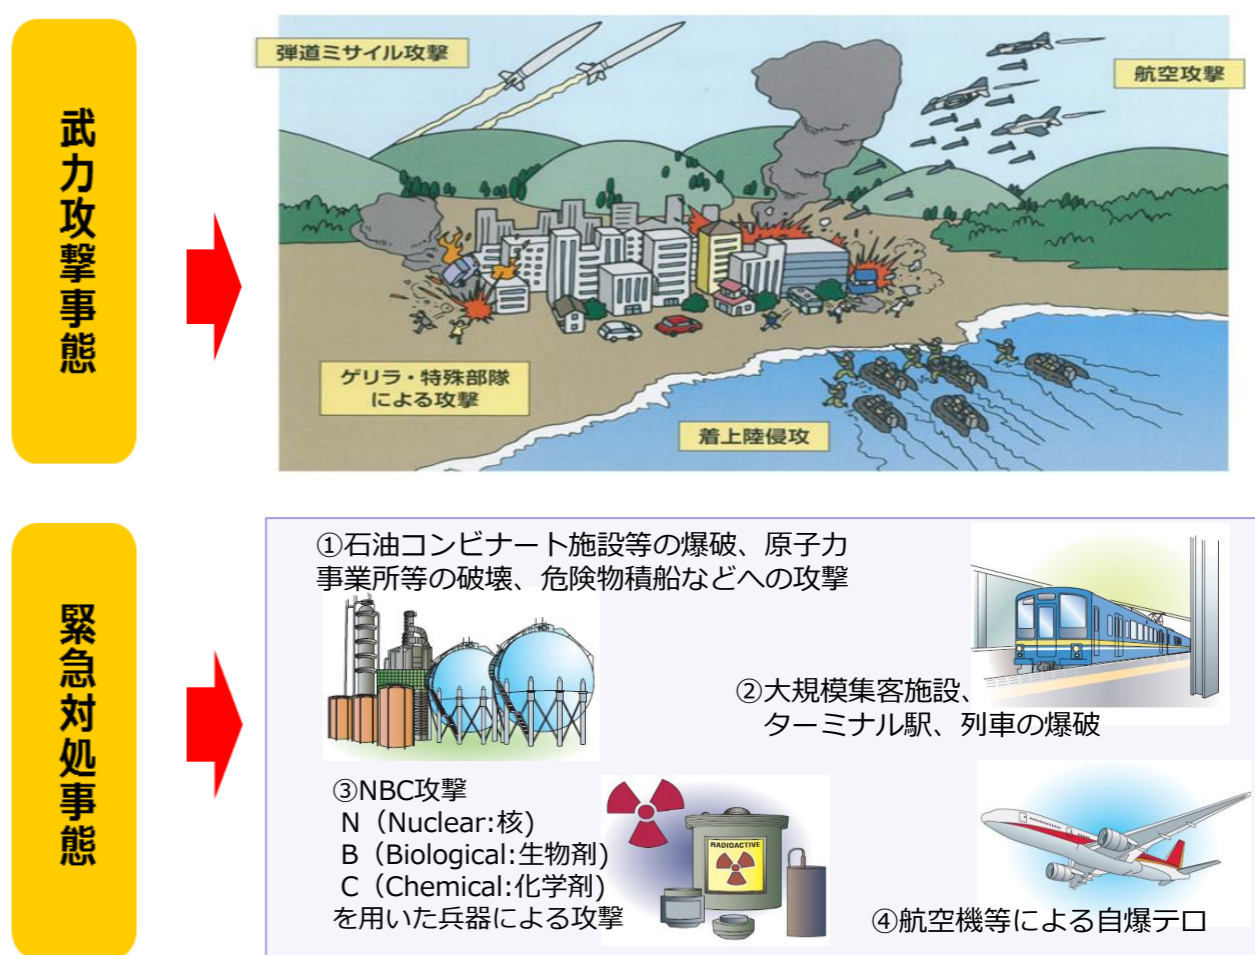 武力攻撃事態
弾道ミサイル攻撃
航空攻撃
ゲリラ・特殊部隊
による攻撃
着上陸侵攻
緊急対処事態
①石油コンビナート施設等の爆破、原子力
事業所等の破壊、危険物積船などへの攻撃
②大規模集客施設、
ターミナル駅、列車の爆破
③NBC攻撃
N（Nuclear:核)
B（Biological:生物剤)
C（Chemical:化学剤)
を用いた兵器による攻撃
RADIOACTIVE
④航空機等による自爆テロ